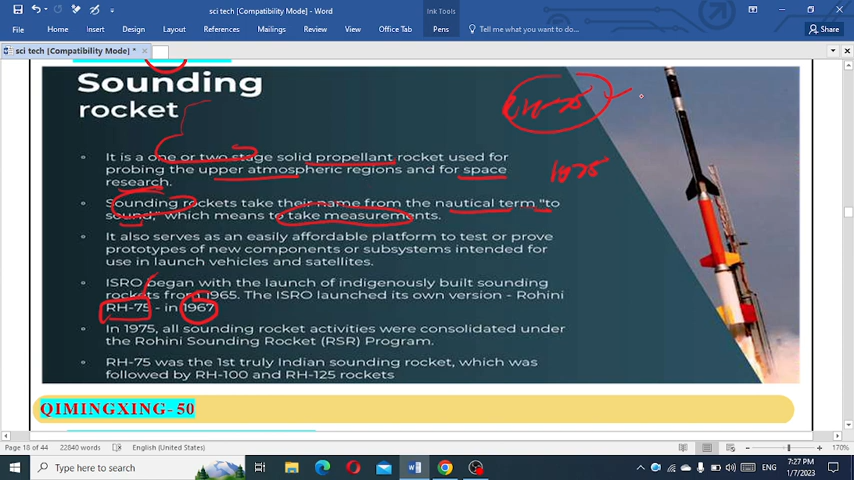 sci tech [Compatibility Mode] - Word
Ink Tools
File Home Insert Design Layout References Mailings Review View Office Tab Pens Tell me what you want to do... Share
sci tech [Compatibility Mode] *
Sounding
rocket
RH-75
1975
• It is a one or two stage solid propellant rocket used for
probing the upper atmospheric regions and for space
research.
• Sounding rockets take their name from the nautical term "to
sound," which means to take measurements.
• It also serves as an easily affordable platform to test or prove
prototypes of new components or subsystems intended for
use in launch vehicles and satellites.
• ISRO began with the launch of indigenously built sounding
rockets from 1965. The ISRO launched its own version - Rohini
RH-75 - in 1967
• In 1975, all sounding rocket activities were consolidated under
the Rohini Sounding Rocket (RSR) Program.
• RH-75 was the 1st truly Indian sounding rocket, which was
followed by RH-100 and RH-125 rockets
QIMINGXING- 50
Page 18 of 44 22840 words English (United States) 170%
Type here to search
ENG
7:27 PM
1/7/2023